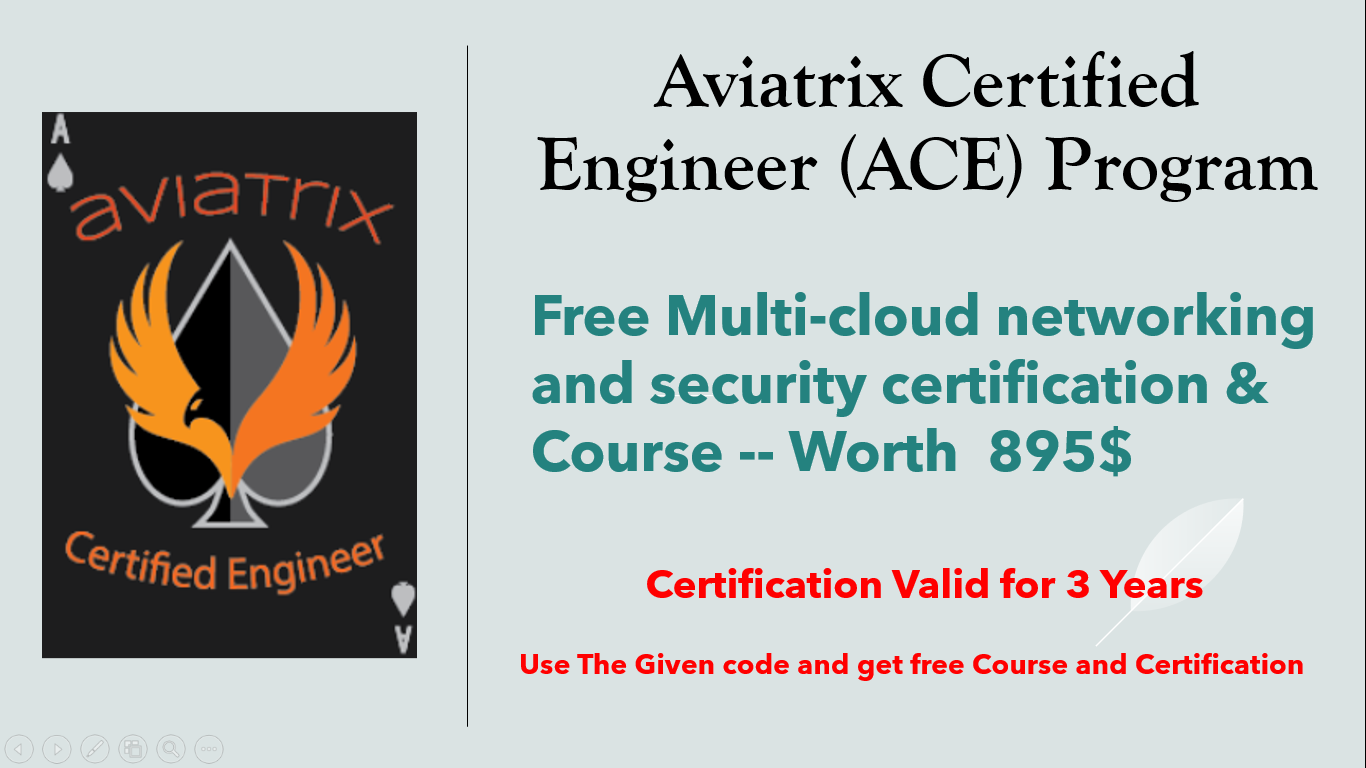 A
aviatrix
Certified Engineer
A
Aviatrix Certified
Engineer (ACE) Program
Free Multi-cloud networking
and security certification &
Course -- Worth  895$
Certification Valid for 3 Years
Use The Given code and get free Course and Certification